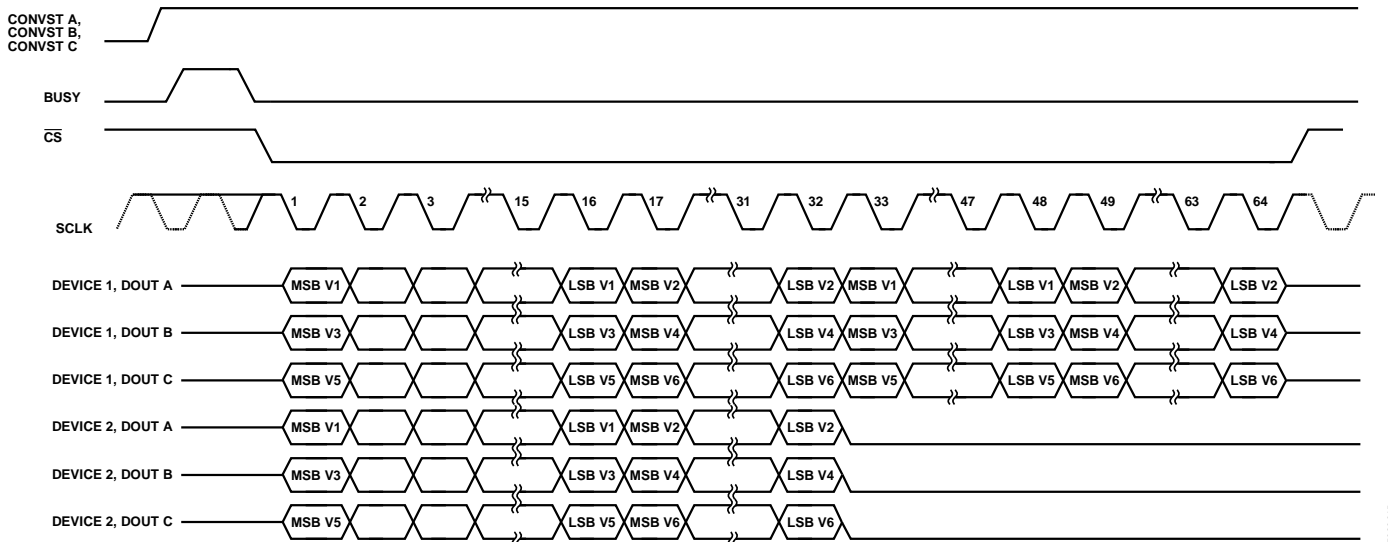 CONVST A,
CONVST B,
CONVST C
BUSY
CS
SCLK
1 2 3 15 16 17 31 32 33 47 48 49 63 64
DEVICE 1, DOUT A MSB V1 LSB V1 MSB V2 LSB V2 MSB V1 LSB V1 MSB V2 LSB V2
DEVICE 1, DOUT B MSB V3 LSB V3 MSB V4 LSB V4 MSB V3 LSB V3 MSB V4 LSB V4
DEVICE 1, DOUT C MSB V5 LSB V5 MSB V6 LSB V6 MSB V5 LSB V5 MSB V6 LSB V6
DEVICE 2, DOUT A MSB V1 LSB V1 MSB V2 LSB V2
DEVICE 2, DOUT B MSB V3 LSB V3 MSB V4 LSB V4
DEVICE 2, DOUT C MSB V5 LSB V5 MSB V6 LSB V6